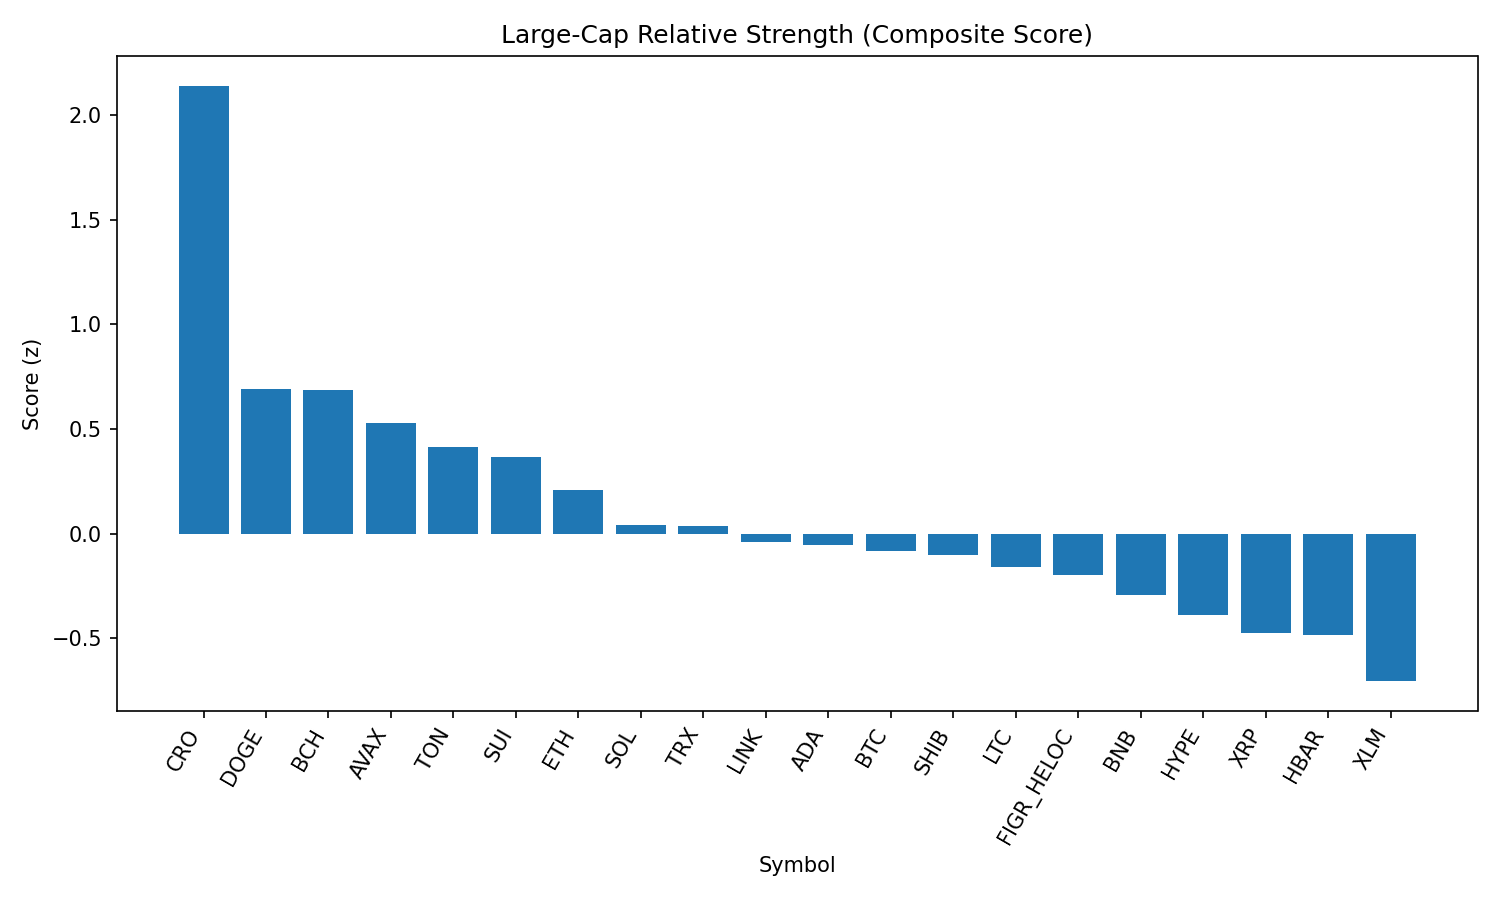 Large-Cap Relative Strength (Composite Score)
Score (z)
2.0
1.5
1.0
0.5
0.0
−0.5
CRO
DOGE
BCH
AVAX
TON
SUI
ETH
SOL
TRX
LINK
ADA
BTC
SHIB
LTC
FIGR_HELOC
BNB
HYPE
XRP
HBAR
XLM
Symbol